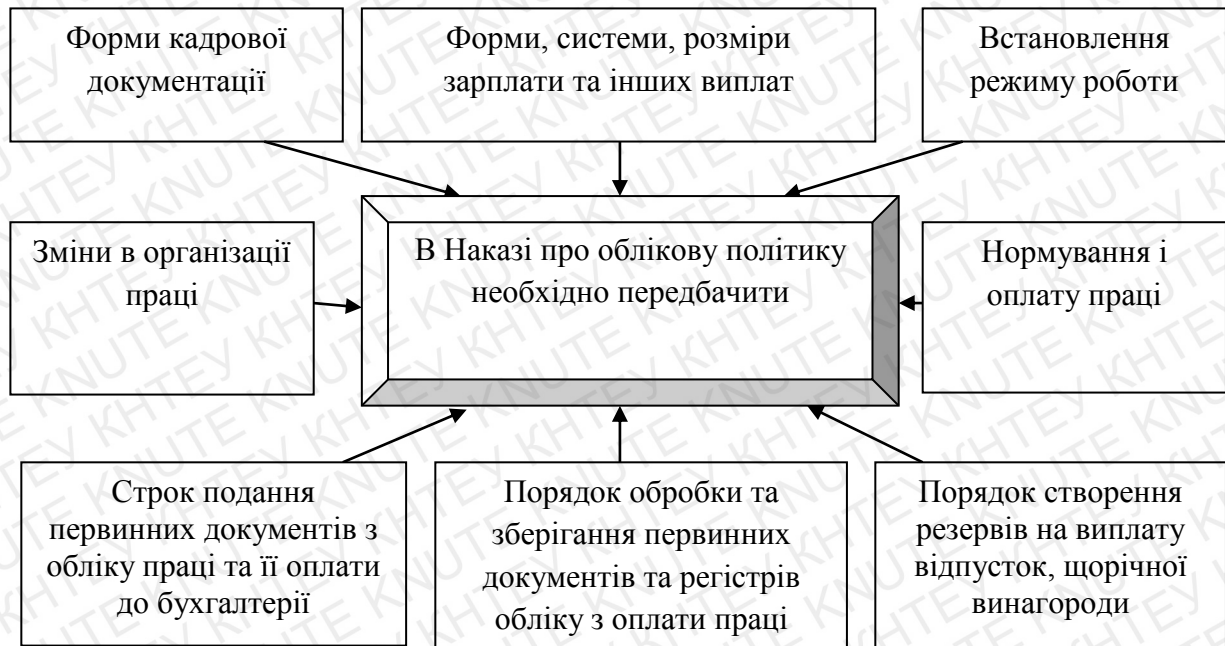 Форми кадрової
документації
Форми, системи, розміри
зарплати та інших виплат
Встановлення
режиму роботи
Зміни в організації
праці
В Наказі про облікову політику
необхідно передбачити
Нормування і
оплату праці
Строк подання
первинних документів з
обліку праці та її оплати
до бухгалтерії
Порядок обробки та
зберігання первинних
документів та регістрів
обліку з оплати праці
Порядок створення
резервів на виплату
відпусток, щорічної
винагороди